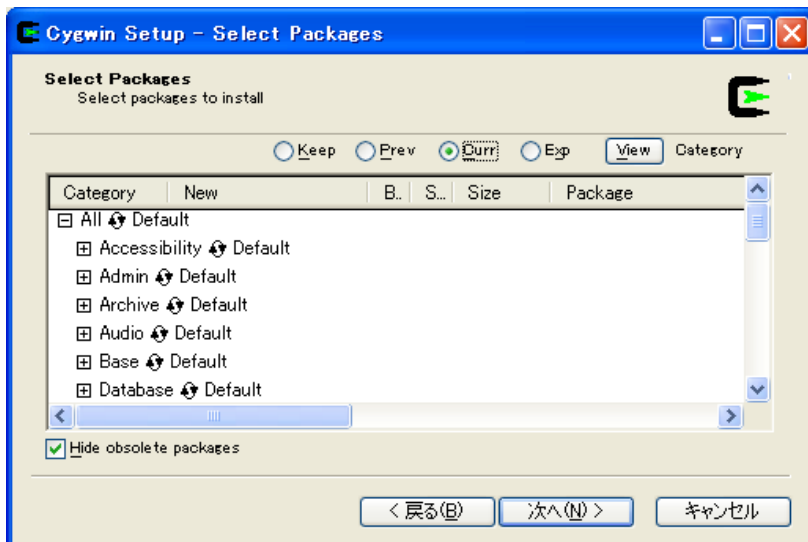 Cygwin Setup - Select Packages
Select Packages
Select packages to install
Keep Prev Curr Exp View Category
Category New B.. S... Size Package
All Default
Accessibility Default
Admin Default
Archive Default
Audio Default
Base Default
Database Default
Hide obsolete packages
< 戻る(B) 次へ(N) > キャンセル